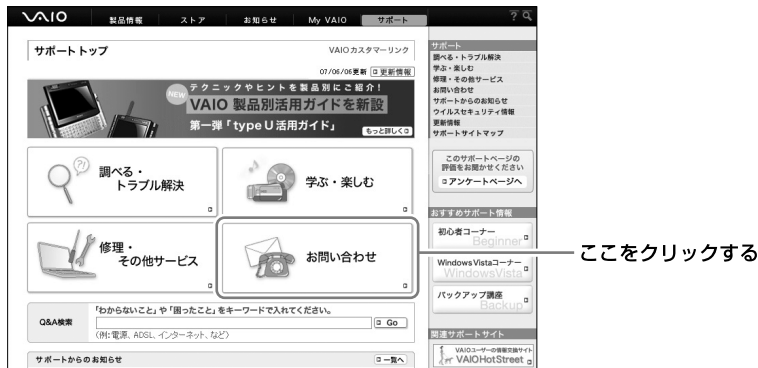 VAIO 製品情報 ストア お知らせ My VAIO サポート ?
サポートトップ
VAIOカスタマーリンク
07/06/06更新 更新情報
NEW
テクニックやヒントを製品別にご紹介!
VAIO 製品別活用ガイドを新設
第一弾「type U 活用ガイド」
もっと詳しく
調べる・
トラブル解決
学ぶ・楽しむ
修理・
その他サービス
お問い合わせ
Q&A検索
「わからないこと」や「困ったこと」をキーワードで入れてください。
Go
(例:電源、ADSL、インターネット、など)
サポートからのお知らせ
一覧へ
サポート
調べる・トラブル解決
学ぶ・楽しむ
修理・その他サービス
お問い合わせ
サポートからのお知らせ
ウイルスセキュリティ情報
更新情報
サポートサイトマップ
このサポートページの
評価をお聞かせください
アンケートページへ
おすすめサポート情報
初心者コーナー
Beginner
Windows Vistaコーナー
WindowsVista
バックアップ講座
Backup
関連サポートサイト
VAIOユーザーの情報交換サイト
VAIOHotStreet
ここをクリックする